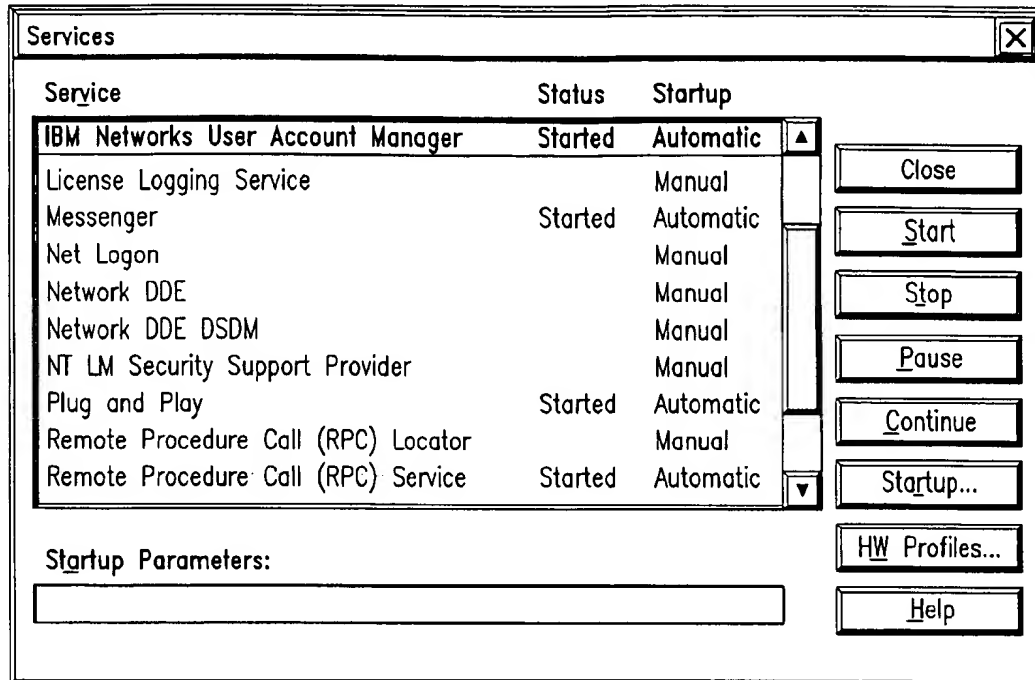 Services
Service Status Startup
IBM Networks User Account Manager Started Automatic
Close
License Logging Service Manual
Messenger Started Automatic
Start
Net Logon Manual
Network DDE Manual
Stop
Network DDE DSDM Manual
NT LM Security Support Provider Manual
Pause
Plug and Play Started Automatic
Continue
Remote Procedure Call (RPC) Locator Manual
Remote Procedure Call (RPC) Service Started Automatic
Startup...
Startup Parameters:
HW Profiles...
Help